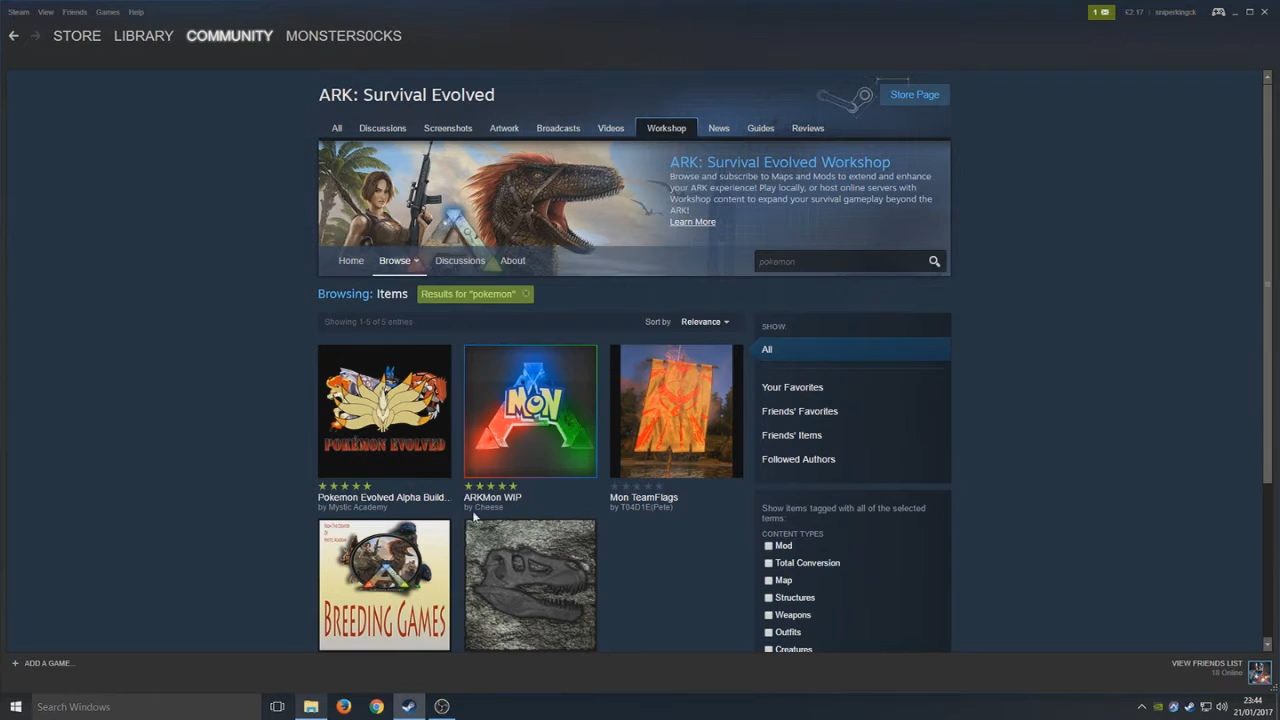 Steam View Friends Games Help
1 €2.17 sniperkingck
STORE LIBRARY COMMUNITY MONSTERS0CKS
ARK: Survival Evolved
Store Page
All Discussions Screenshots Artwork Broadcasts Videos Workshop News Guides Reviews
ARK: Survival Evolved Workshop
Browse and subscribe to Maps and Mods to extend and enhance
your ARK experience! Play locally, or host online servers with
Workshop content to expand your survival gameplay beyond the
ARK!
Learn More
Home Browse Discussions About
pokemon
Browsing: Items Results for "pokemon"
Showing 1-5 of 5 entries
Sort by Relevance
SHOW:
All
Your Favorites
Friends' Favorites
Friends' Items
Followed Authors
POKÉMON EVOLVED
MON
Pokemon Evolved Alpha Build...
by Mystic Academy
ARKMon WIP
by Cheese
Mon TeamFlags
by T04D1E(Pete)
BREEDING GAMES
Show items tagged with all of the selected
terms:
CONTENT TYPES
Mod
Total Conversion
Map
Structures
Weapons
Outfits
Creatures
+ ADD A GAME...
VIEW FRIENDS LIST
18 Online
Search Windows
23:44
21/01/2017